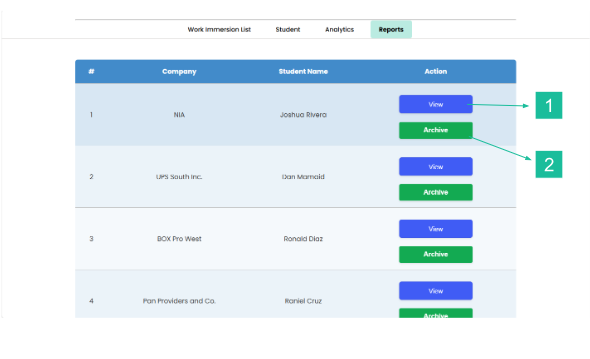 Work Immersion List Student Analytics Reports
# Company Student Name Action
View 1
1 NIA Joshua Rivera
Archive
2
View
2 UPS South Inc. Dan Mamaid
Archive
View
3 BOX Pro West Ronald Diaz
Archive
View
4 Pan Providers and Co. Raniel Cruz
Archive